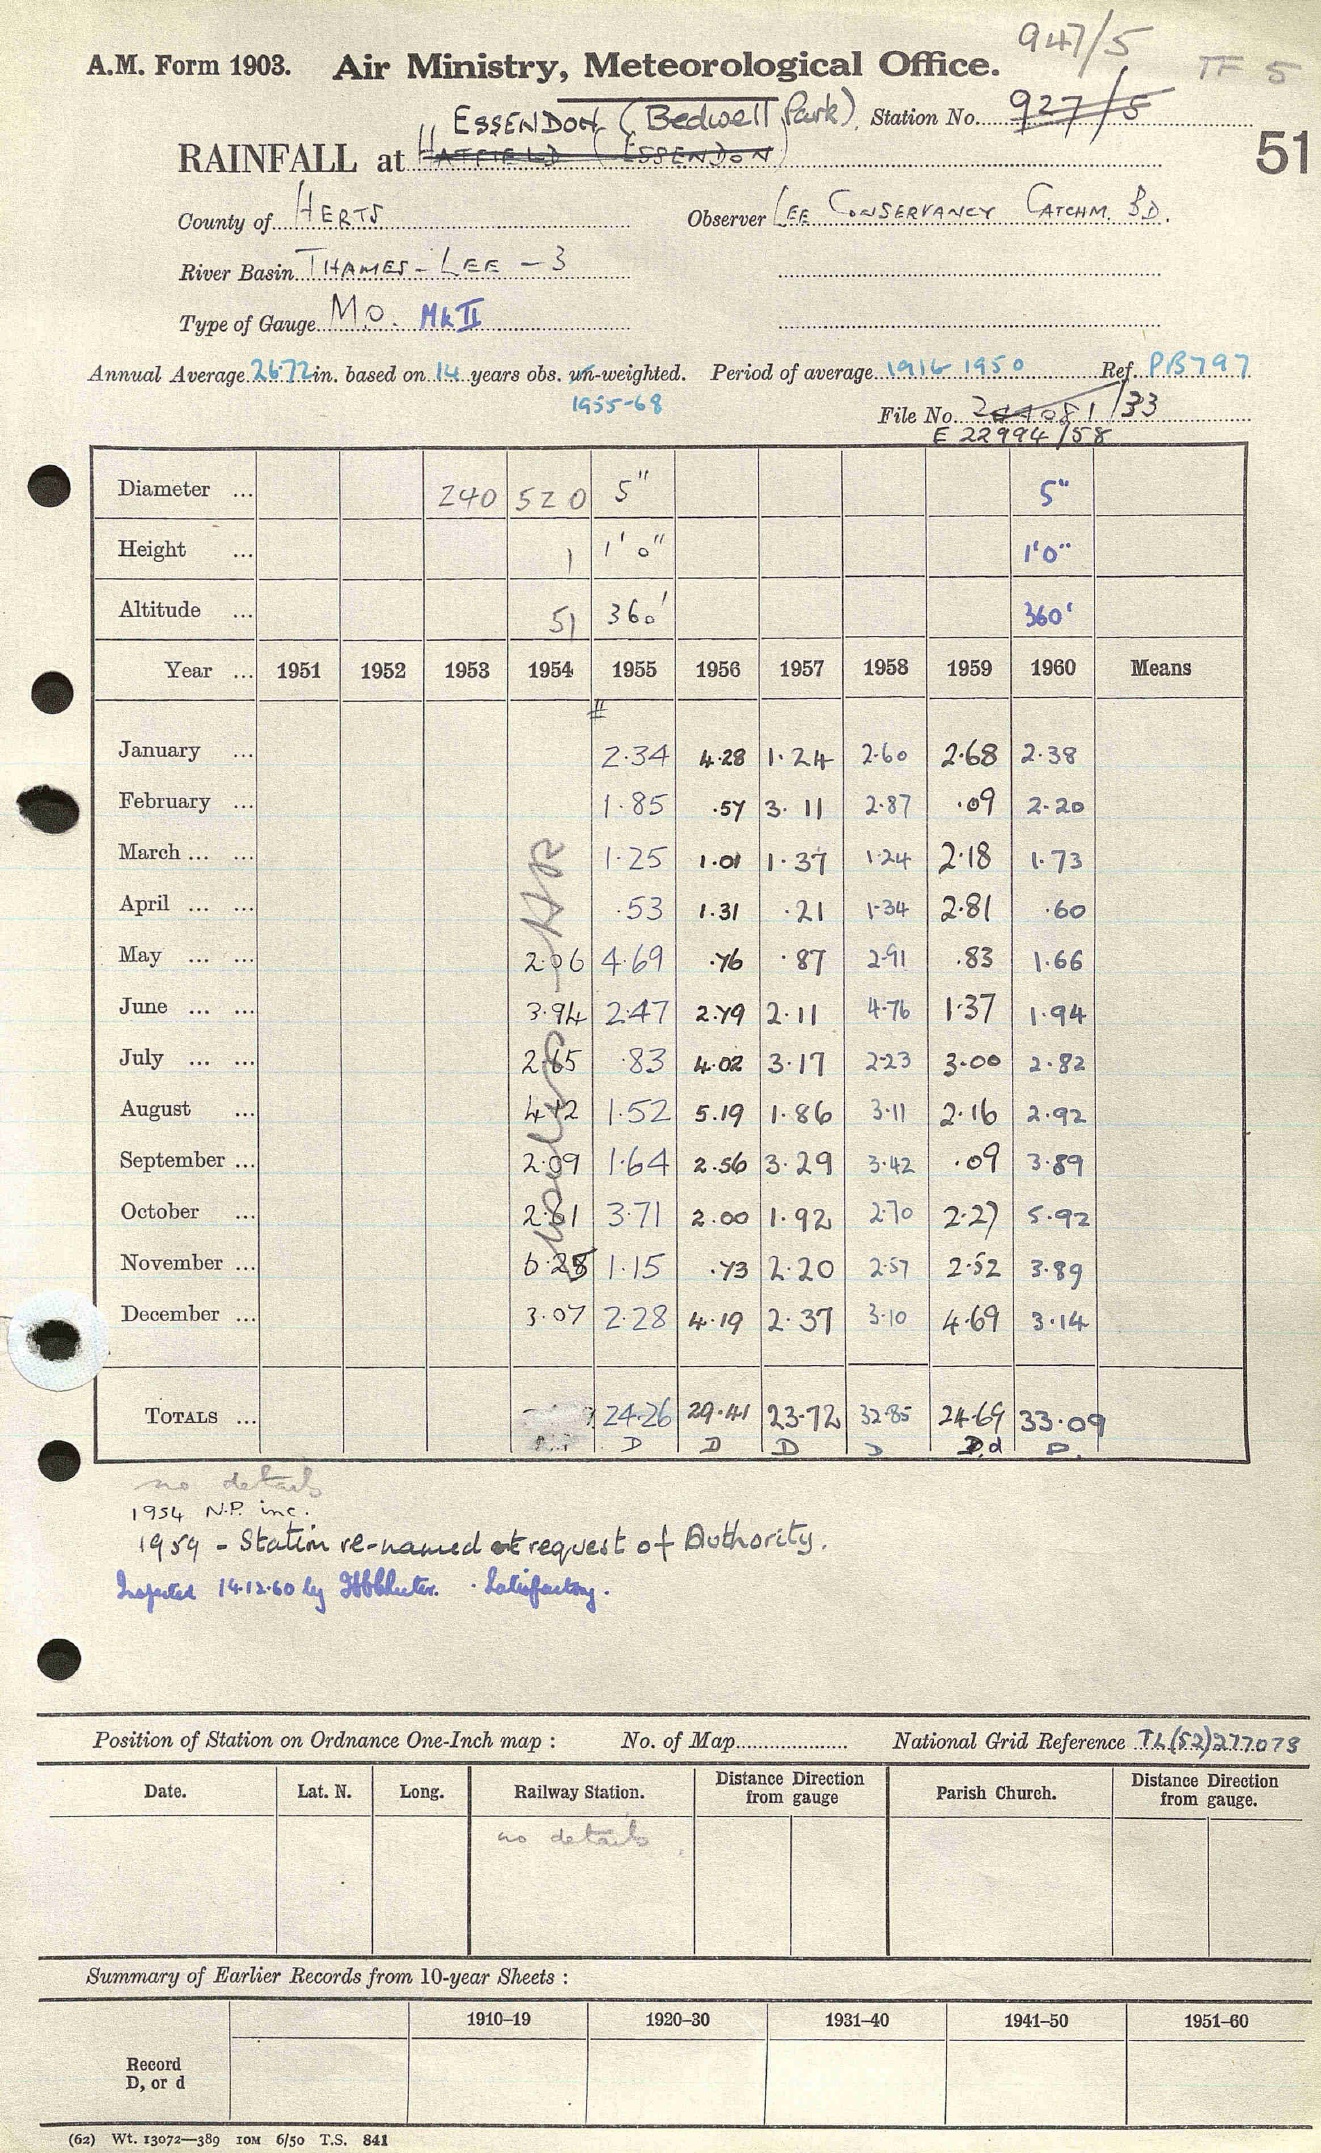 947/5
TF 5
A.M. Form 1903. Air Ministry, Meteorological Office.
ESSENDON (Bedwell Park). Station No. 927/5
RAINFALL at HATFIELD (ESSENDON)
51
County of HERTS Observer LEE CONSERVANCY CATCHM. BD.
River Basin THAMES - LEE - 3
Type of Gauge M.O. Mk II
Annual Average 26.72 in. based on 14 years obs. un-weighted. Period of average 1916 1950 Ref. PB797
1955-68
File No. /33
E 22994/58
Diameter ... 240 520 5" 5"
Height ... 1 1' 0" 1'0"
Altitude ... 51 360' 360'
Year ... 1951 1952 1953 1954 1955 1956 1957 1958 1959 1960 Means
January ... 2.34 4.28 1.24 2.60 2.68 2.38
February ... 1.85 .57 3.11 2.87 .09 2.20
March ... ... 1.25 1.01 1.37 1.24 2.18 1.73
April ... ... .53 1.31 .21 1.34 2.81 .60
May ... ... 2.06 4.69 .76 .87 2.91 .83 1.66
June ... ... 3.94 2.47 2.79 2.11 4.76 1.37 1.94
July ... ... 2.65 .83 4.02 3.17 2.23 3.00 2.82
August ... 4.12 1.52 5.19 1.86 3.11 2.16 2.92
September ... 2.09 1.64 2.56 3.29 3.42 .09 3.89
October ... 2.61 3.71 2.00 1.92 2.70 2.27 5.92
November ... 6.28 1.15 .73 2.20 2.57 2.52 3.89
December ... 3.07 2.28 4.19 2.37 3.10 4.69 3.14
TOTALS ... 24.26 29.41 23.72 32.85 24.69 33.09
D D D D D.d D.
no details
1954 N.P. inc.
1959 - Station re-named at request of Authority.
Inspected 14.12.60 by Satisfactory.
Position of Station on Ordnance One-Inch map : No. of Map National Grid Reference TL(52)277078
Date. Lat. N. Long. Railway Station. Distance Direction from gauge Parish Church. Distance Direction from gauge.
no details
Summary of Earlier Records from 10-year Sheets :
1910–19 1920–30 1931–40 1941–50 1951–60
Record
D, or d
(62) Wt. 13072—389 10M 6/50 T.S. 841